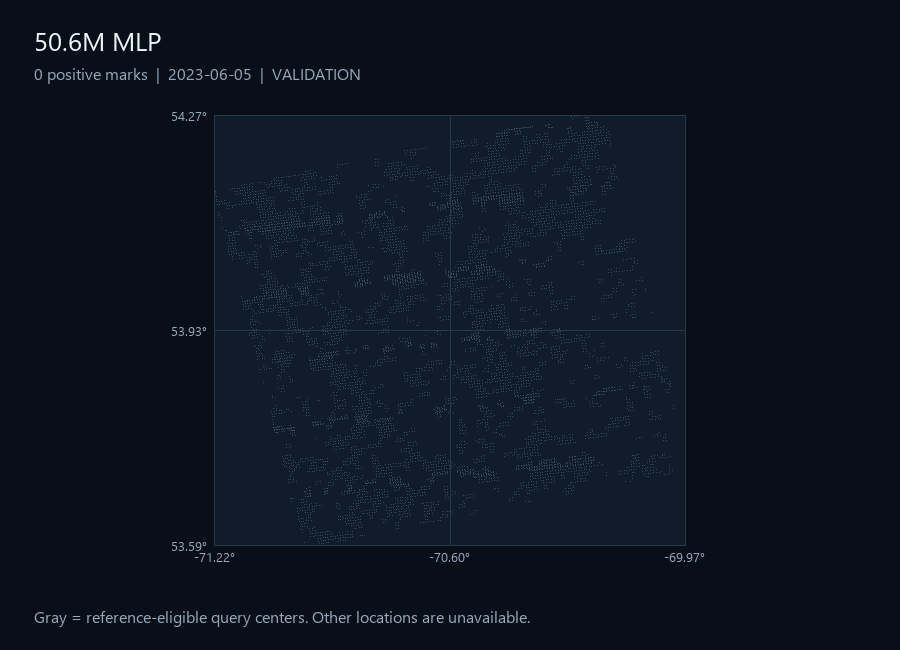 50.6M MLP
0 positive marks | 2023-06-05 | VALIDATION
54.27°
53.93°
53.59°
-71.22°
-70.60°
-69.97°
Gray = reference-eligible query centers. Other locations are unavailable.